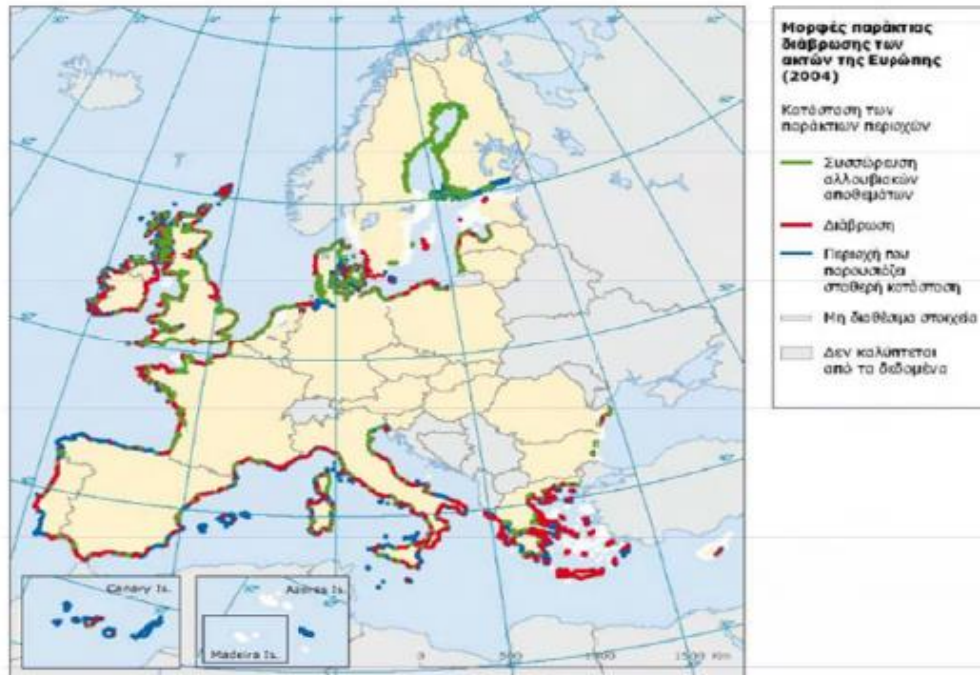 Μορφές παράκτιας
διάβρωσης των
ακτών της Ευρώπης
(2004)
Κατάσταση των
παράκτιων περιοχών
Συσσώρευση
αλλουβιακών
αποθεμάτων
Διάβρωση
Περιοχή που
παρουσιάζει
σταθερή κατάσταση
Μη διαθέσιμα στοιχεία
Δεν καλύπτεται
από τα δεδομένα
Canary Is.
Azores Is.
Madeira Is.
0 500 1000 1500 Km